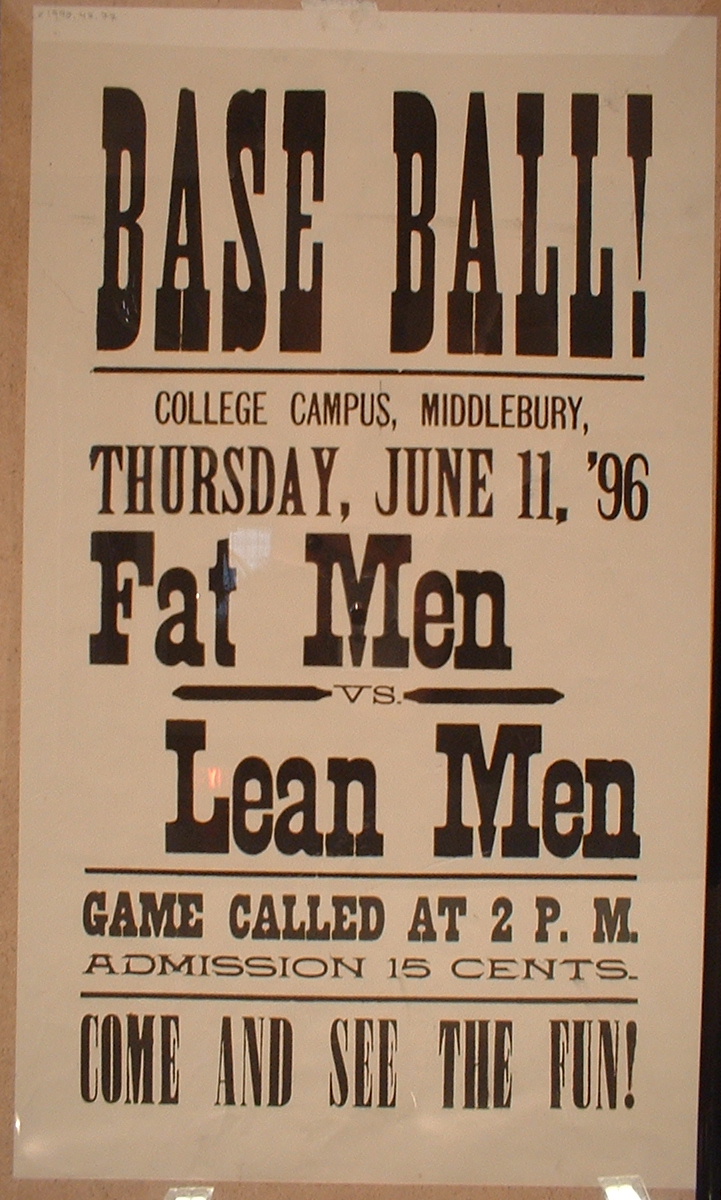 BASE BALL!
COLLEGE CAMPUS, MIDDLEBURY,
THURSDAY, JUNE 11, '96
Fat Men
VS.
Lean Men
GAME CALLED AT 2 P. M.
ADMISSION 15 CENTS.
COME AND SEE THE FUN!